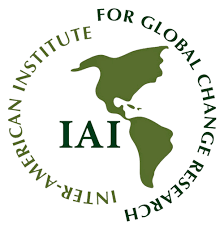 INTER-AMERICAN INSTITUTE
FOR GLOBAL CHANGE RESEARCH
IAI